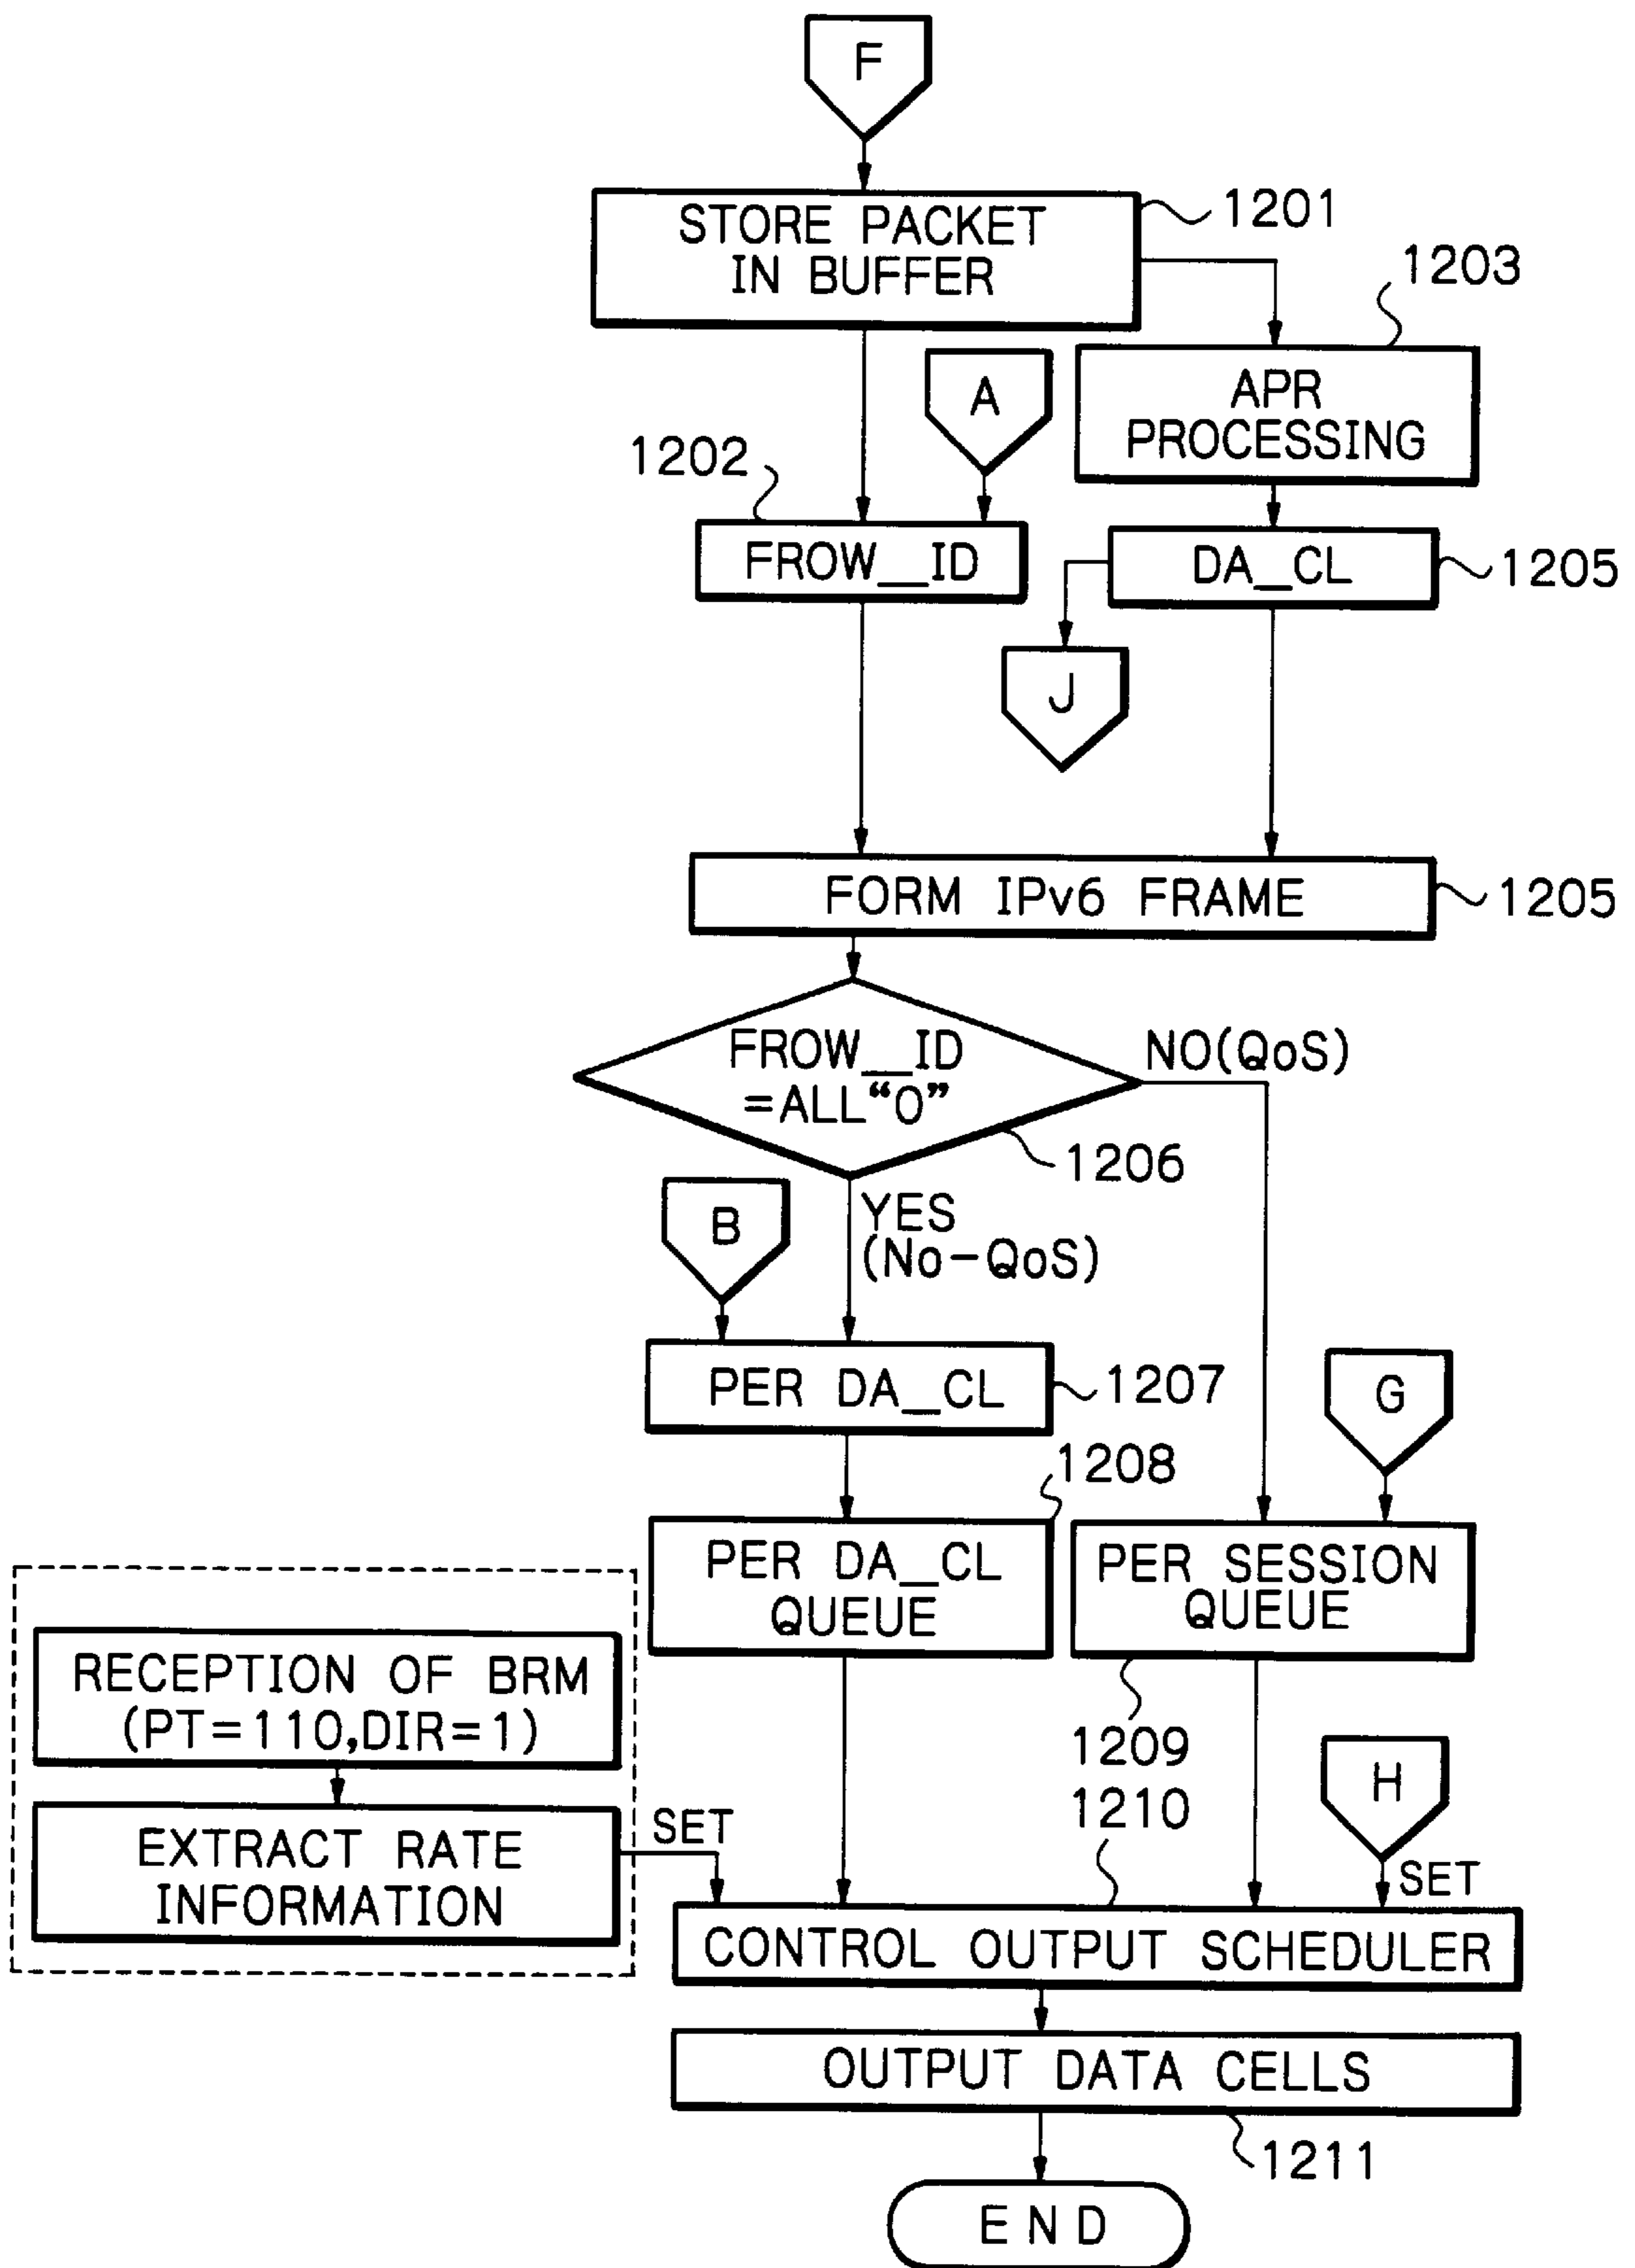 F
STORE PACKET
IN BUFFER
1201
1203
A
APR
PROCESSING
1202
FROW__ID
DA_CL
1205
J
FORM IPv6 FRAME
1205
FROW__ID
=ALL“0”
NO(QoS)
1206
B
YES
(No-QoS)
PER DA_CL
1207
G
1208
PER DA_CL
QUEUE
PER SESSION
QUEUE
RECEPTION OF BRM
(PT=110,DIR=1)
1209
1210
H
EXTRACT RATE
INFORMATION
SET
SET
CONTROL OUTPUT SCHEDULER
OUTPUT DATA CELLS
1211
END